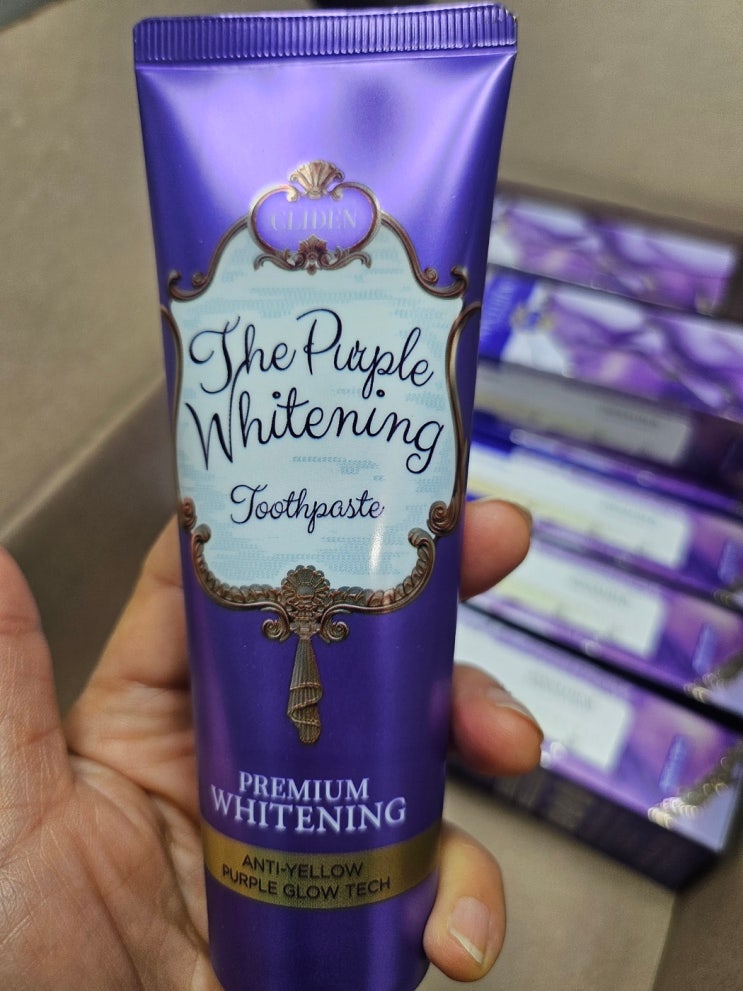 CLIDEN
The Purple
Whitening
Toothpaste
PREMIUM
WHITENING
ANTI-YELLOW
PURPLE GLOW TECH